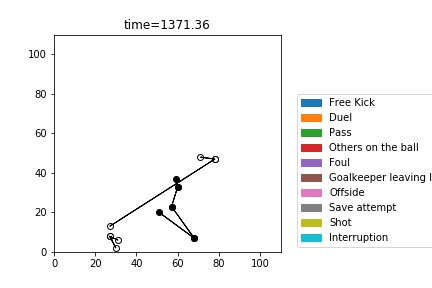 time=1371.36
100
80
60
40
20
0
0 20 40 60 80 100
Free Kick
Duel
Pass
Others on the ball
Foul
Goalkeeper leaving l
Offside
Save attempt
Shot
Interruption